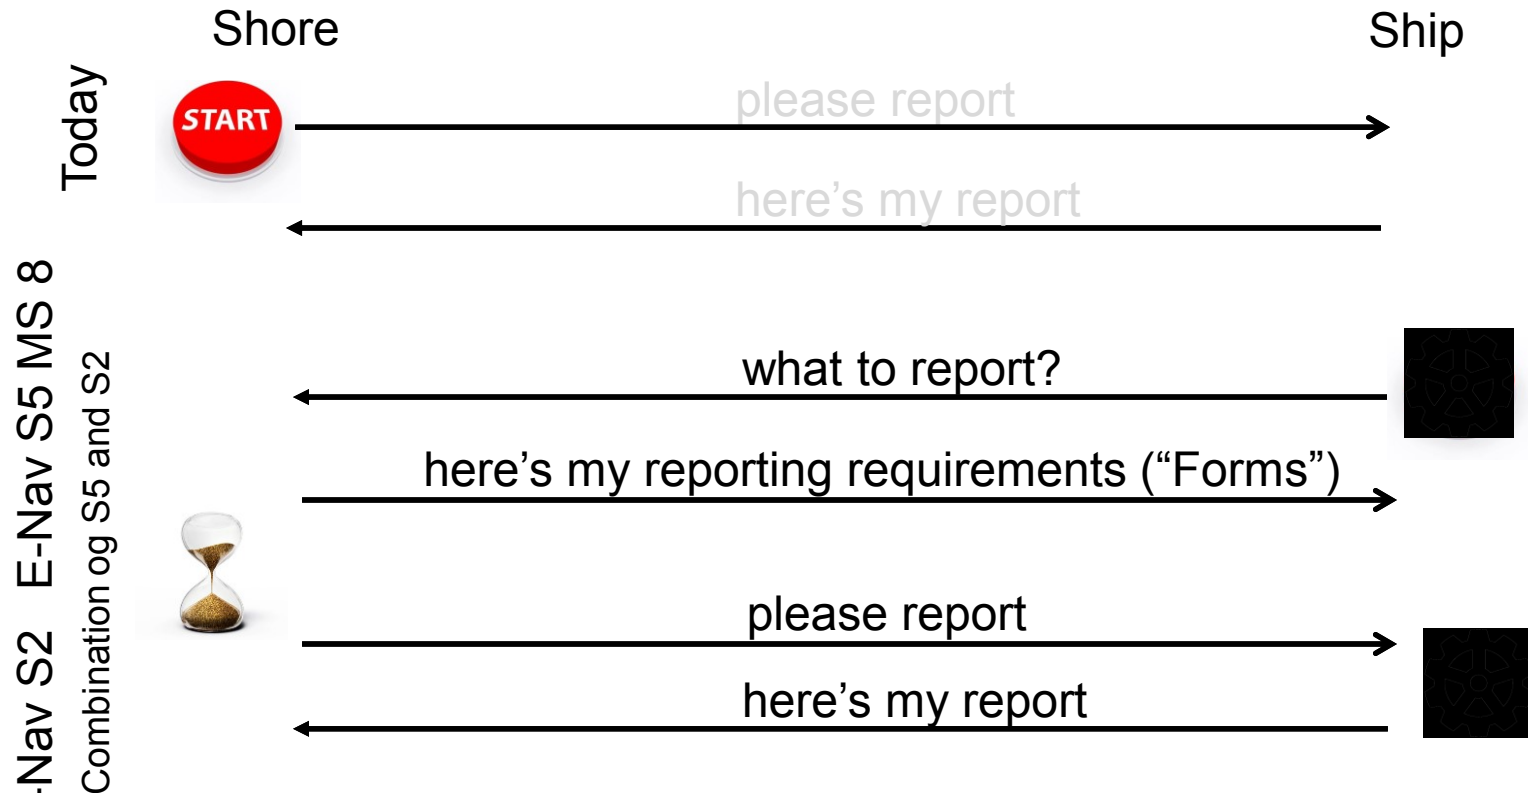 Shore
Ship
Today
START
please report
here's my report
E-Nav S5 MS 8
Combination og S5 and S2
what to report?
here's my reporting requirements (“Forms”)
-Nav S2
please report
here's my report